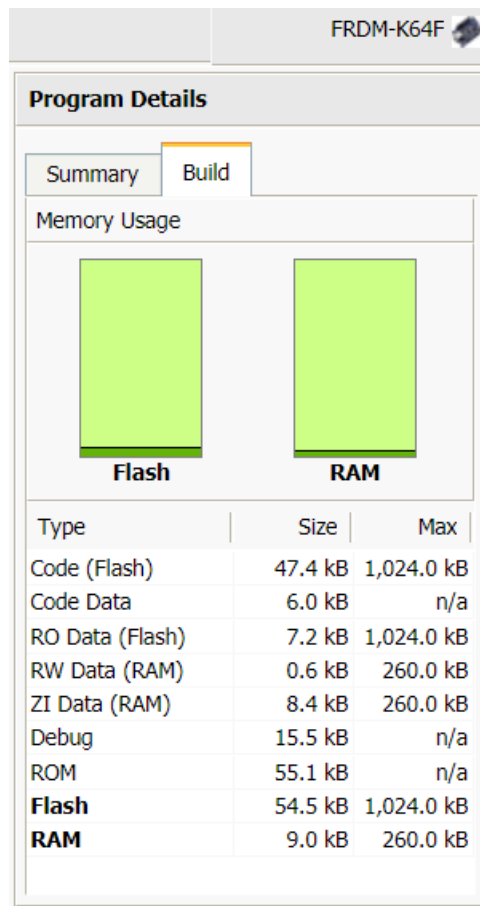 FRDM-K64F
Program Details
Summary Build
Memory Usage
Flash RAM
Type Size Max
Code (Flash) 47.4 kB 1,024.0 kB
Code Data 6.0 kB n/a
RO Data (Flash) 7.2 kB 1,024.0 kB
RW Data (RAM) 0.6 kB 260.0 kB
ZI Data (RAM) 8.4 kB 260.0 kB
Debug 15.5 kB n/a
ROM 55.1 kB n/a
Flash 54.5 kB 1,024.0 kB
RAM 9.0 kB 260.0 kB